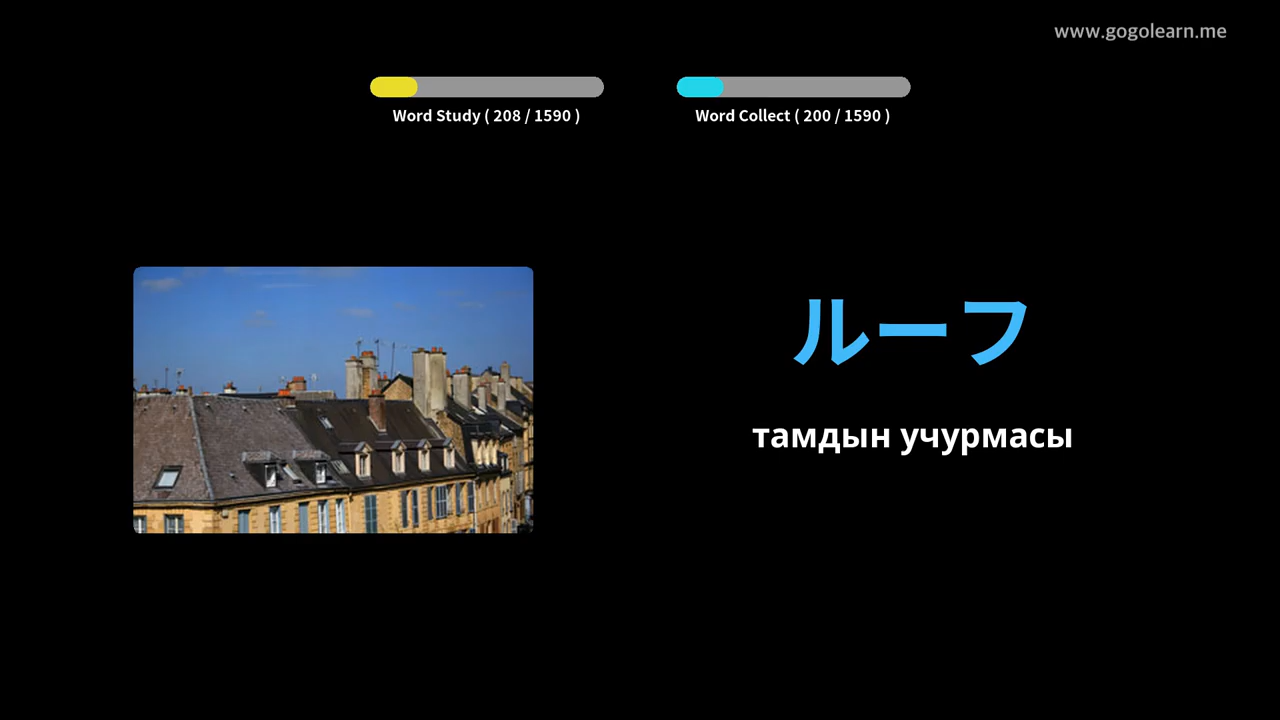 www.gogolearn.me
Word Study ( 208 / 1590 )
Word Collect ( 200 / 1590 )
ルーフ
тамдын учурмасы